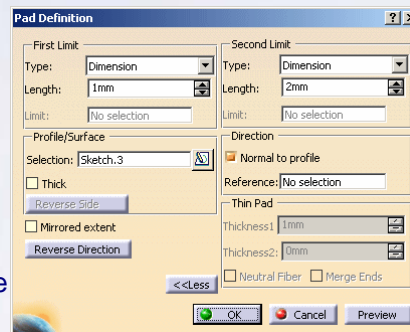 Pad Definition
First Limit
Type: Dimension
Length: 1mm
Limit: No selection
Profile/Surface
Selection: Sketch.3
Thick
Reverse Side
Mirrored extent
Reverse Direction
Second Limit
Type: Dimension
Length: 2mm
Limit: No selection
Direction
Normal to profile
Reference: No selection
Thin Pad
Thickness1 1mm
Thickness2: 0mm
Neutral Fiber Merge Ends
<<Less
OK Cancel Preview
e